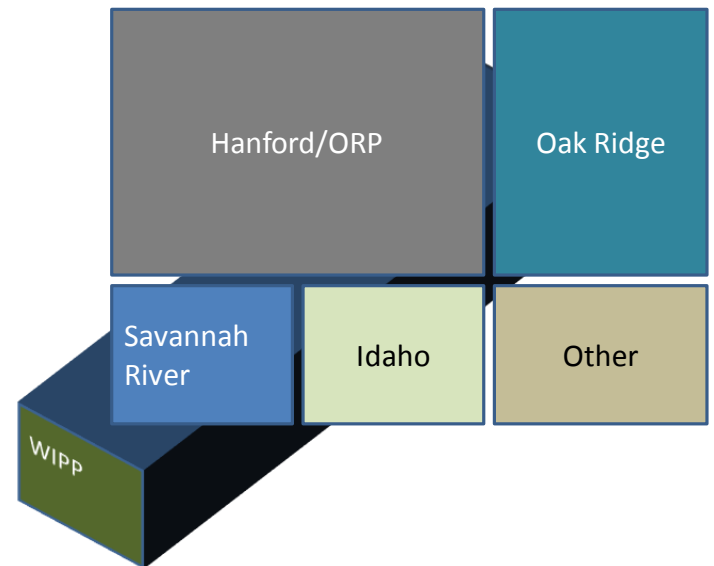 Hanford/ORP
Oak Ridge
Savannah
River
Idaho
Other
WIPP